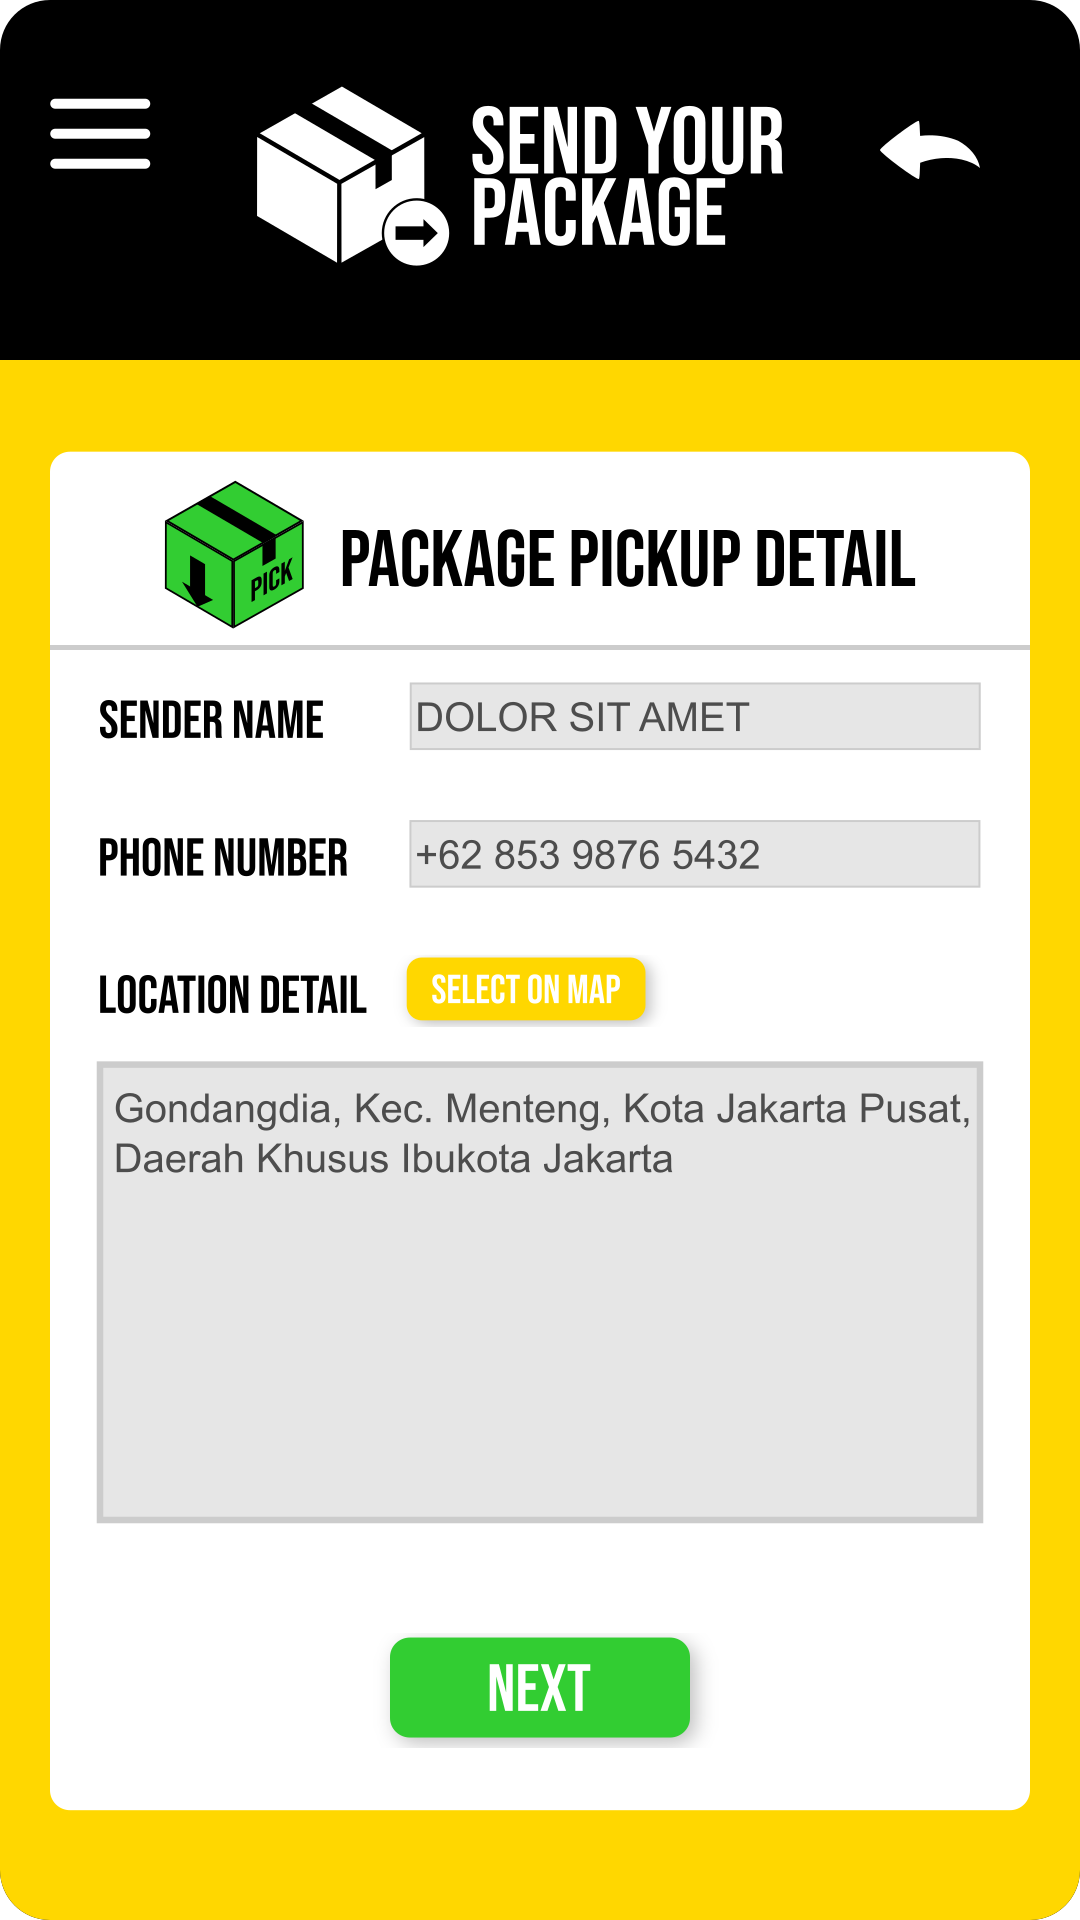 SEND YOUR
PACKAGE
PICK
PACKAGE PICKUP DETAIL
SENDER NAME
DOLOR SIT AMET
PHONE NUMBER
+62 853 9876 5432
LOCATION DETAIL
SELECT ON MAP
Gondangdia, Kec. Menteng, Kota Jakarta Pusat,
Daerah Khusus Ibukota Jakarta
NEXT